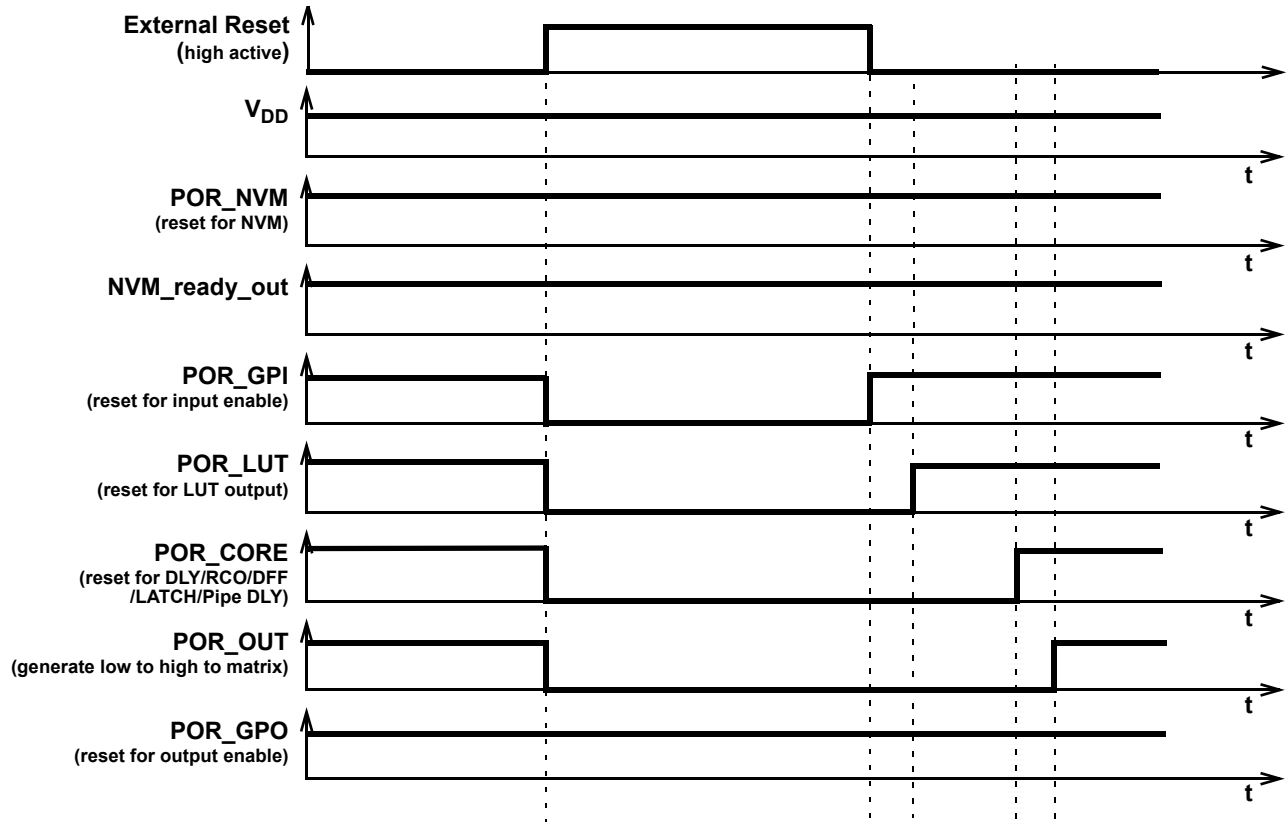 External Reset
(high active)
VDD
t
POR_NVM
(reset for NVM)
t
NVM_ready_out
t
POR_GPI
(reset for input enable)
t
POR_LUT
(reset for LUT output)
t
POR_CORE
(reset for DLY/RCO/DFF
/LATCH/Pipe DLY)
t
POR_OUT
(generate low to high to matrix)
t
POR_GPO
(reset for output enable)
t